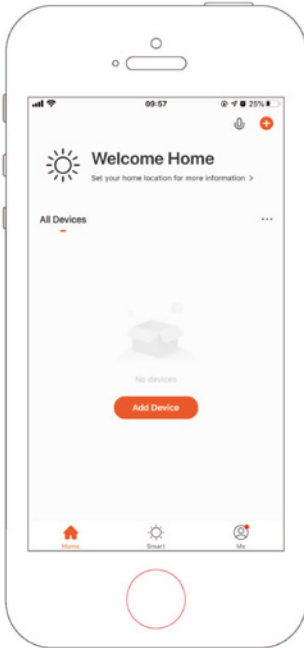 09:57
25%
Welcome Home
Set your home location for more information >
All Devices
...
No devices
Add Device
Home
Smart
Me